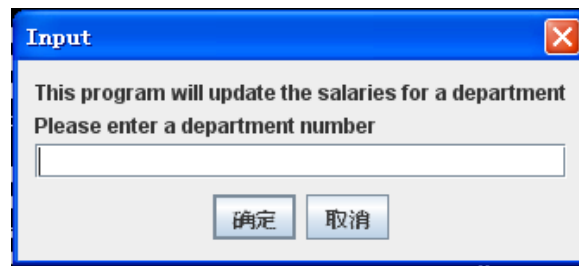 Input
This program will update the salaries for a department
Please enter a department number
确定 取消